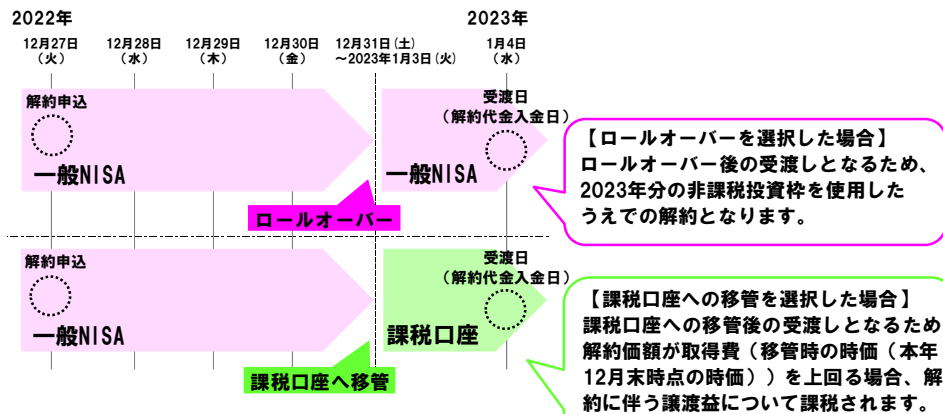 2022年
2023年
12月27日
(火)
12月28日
(水)
12月29日
(木)
12月30日
(金)
12月31日(土)
～2023年1月3日(火)
1月4日
(水)
解約申込
一般NISA
受渡日
(解約代金入金日)
一般NISA
ロールオーバー
【ロールオーバーを選択した場合】
ロールオーバー後の受渡しとなるため、
2023年分の非課税投資枠を使用した
うえでの解約となります。
解約申込
一般NISA
受渡日
(解約代金入金日)
課税口座
課税口座へ移管
【課税口座への移管を選択した場合】
課税口座への移管後の受渡しとなるため
解約価額が取得費(移管時の時価(本年
12月末時点の時価))を上回る場合、解
約に伴う譲渡益について課税されます。